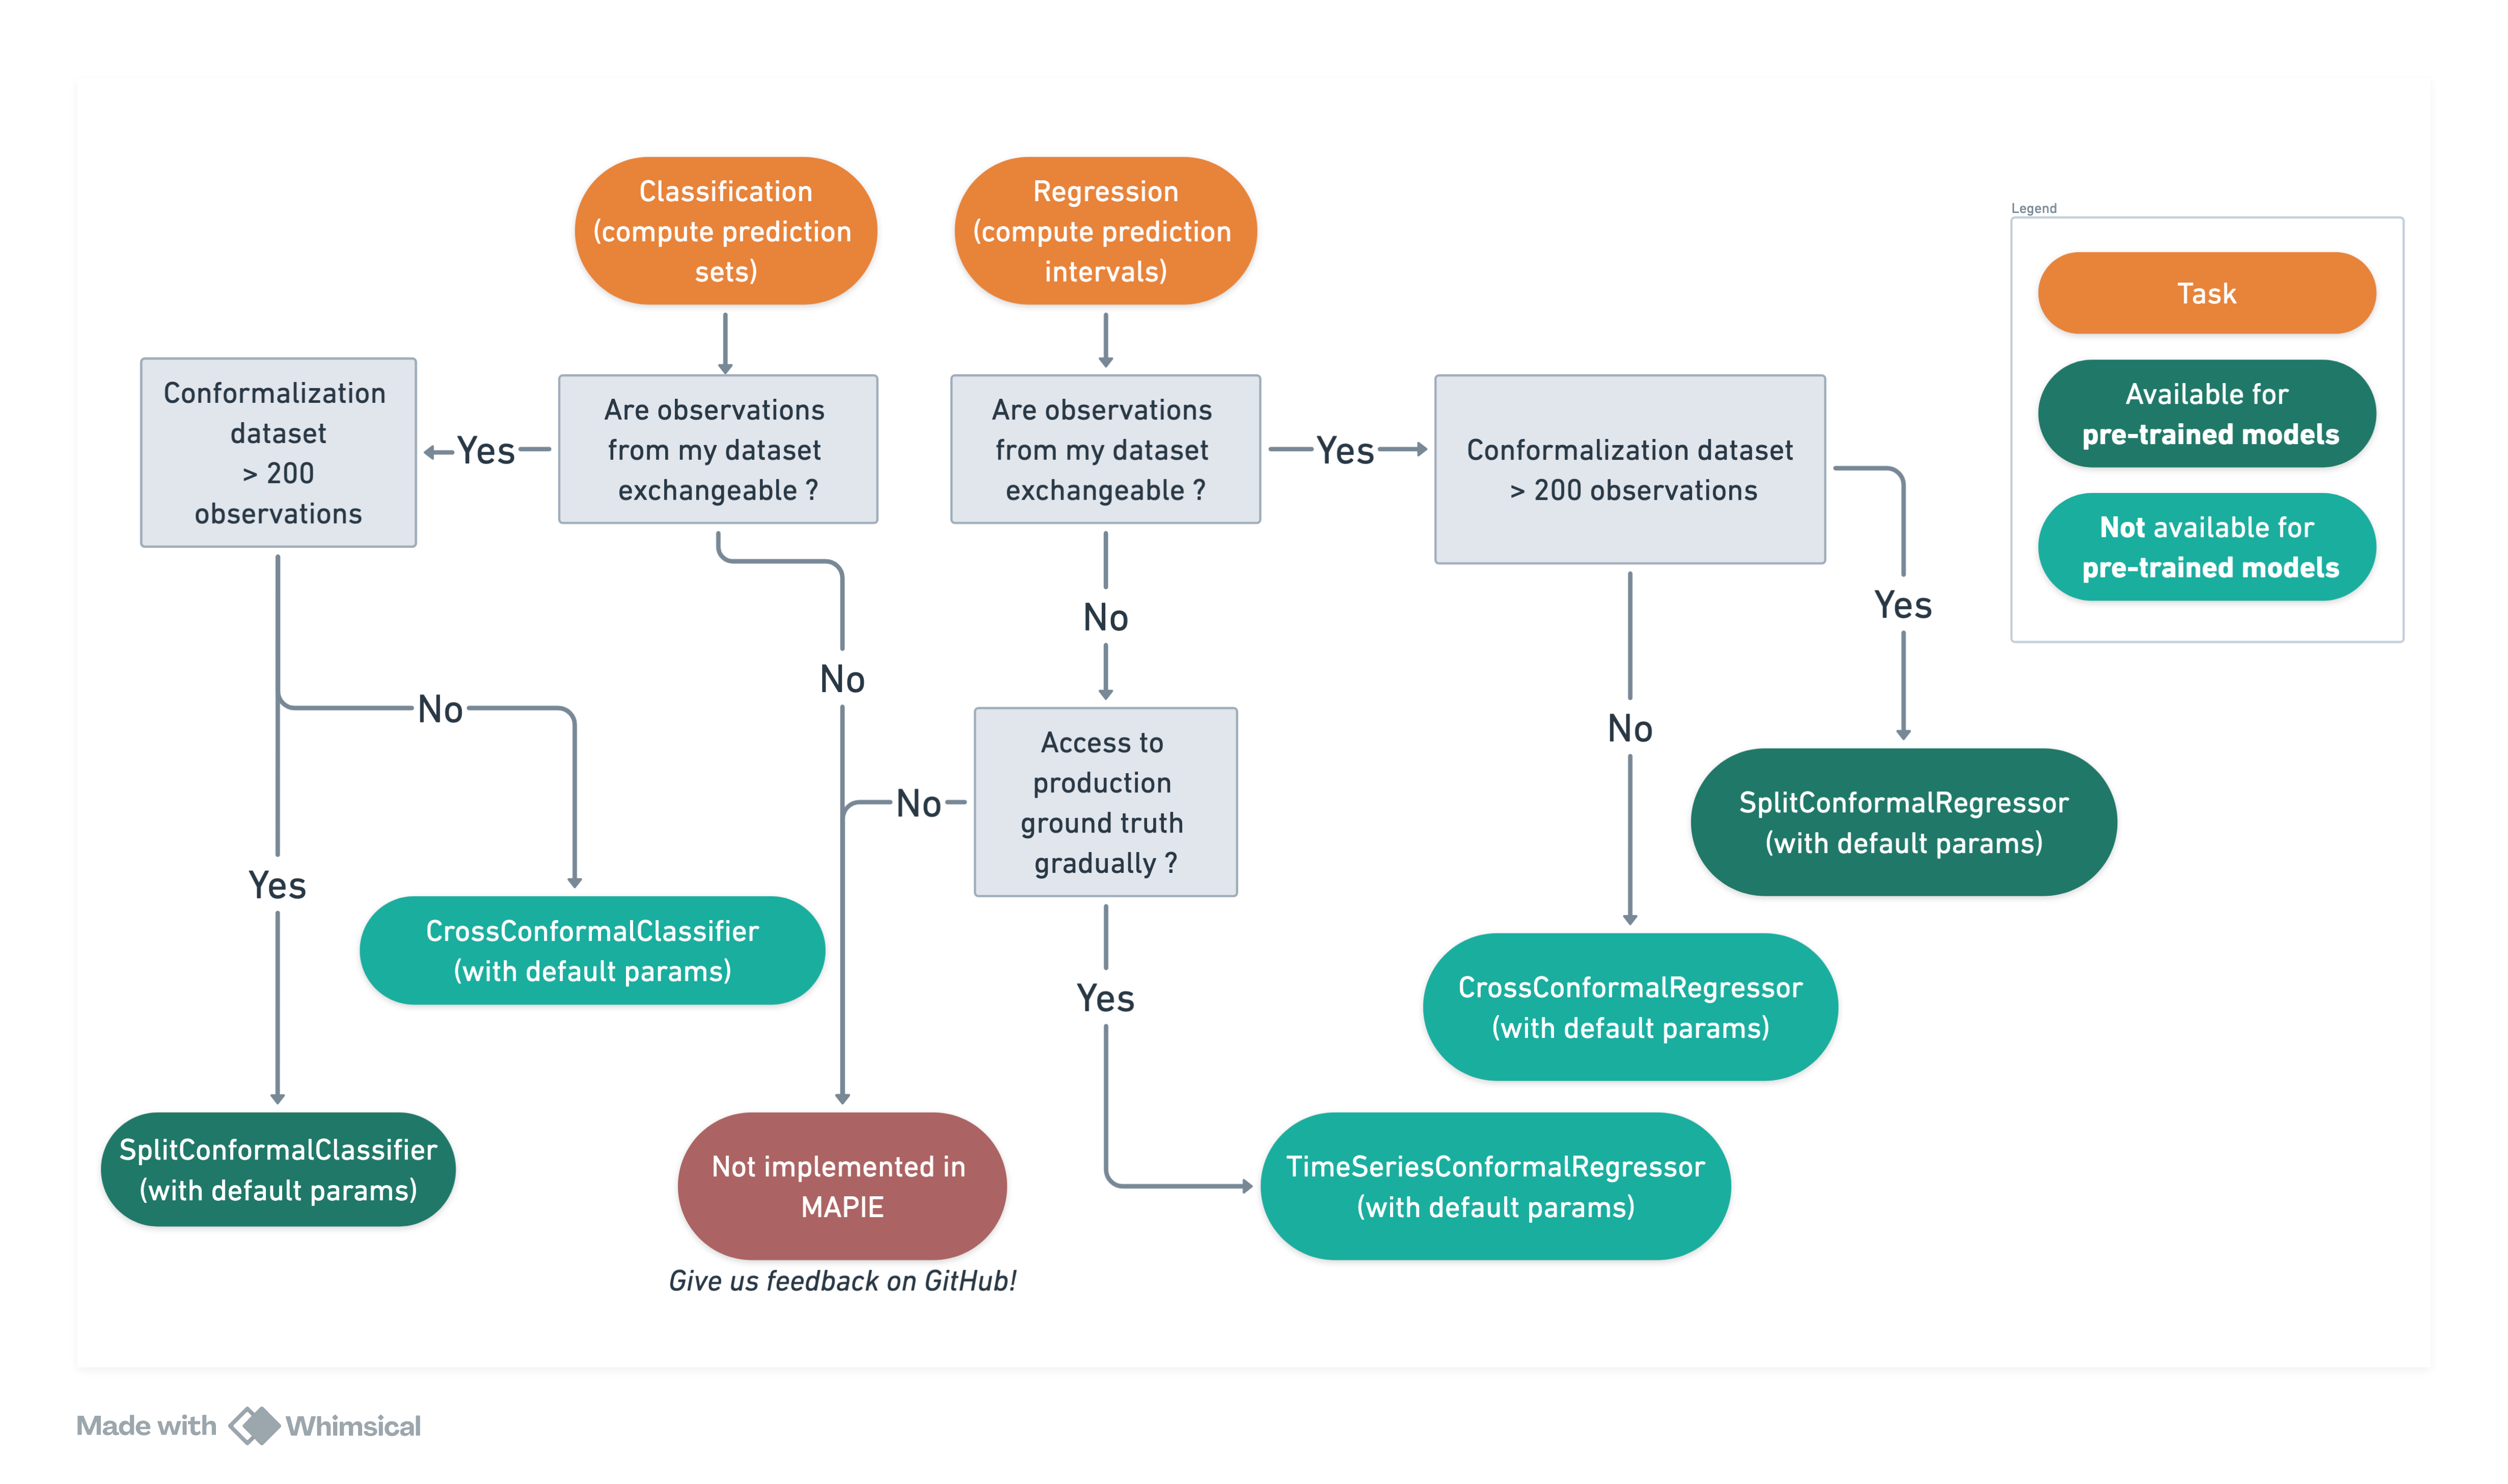 Classification
(compute prediction
sets)
Regression
(compute prediction
intervals)
Legend
Task
Available for
pre-trained models
Not available for
pre-trained models
Conformalization
dataset
> 200
observations
Yes
Are observations
from my dataset
exchangeable ?
Are observations
from my dataset
exchangeable ?
Yes
Conformalization dataset
> 200 observations
Yes
No
No
No
No
Access to
production
ground truth
gradually ?
No
Yes
Yes
SplitConformalRegressor
(with default params)
CrossConformalClassifier
(with default params)
CrossConformalRegressor
(with default params)
SplitConformalClassifier
(with default params)
Not implemented in
MAPIE
Give us feedback on GitHub!
TimeSeriesConformalRegressor
(with default params)
Made with Whimsical